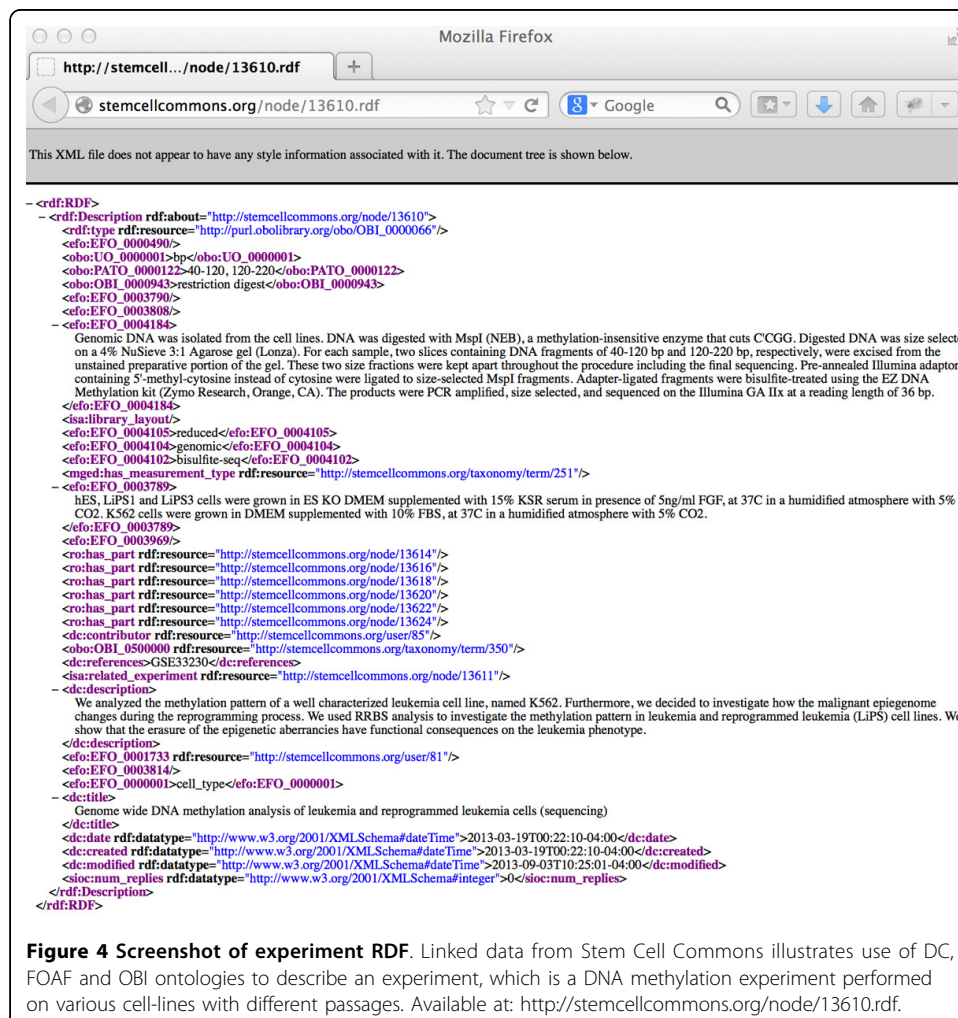 Mozilla Firefox
http://stemcell.../node/13610.rdf
+
stemcellcommons.org/node/13610.rdf
8 Google
This XML file does not appear to have any style information associated with it. The document tree is shown below.
– <rdf:RDF>
– <rdf:Description rdf:about="http://stemcellcommons.org/node/13610">
<rdf:type rdf:resource="http://purl.obolibrary.org/obo/OBI_0000066"/>
<efo:EFO_0000490/>
<obo:UO_0000001>bp</obo:UO_0000001>
<obo:PATO_0000122>40-120, 120-220</obo:PATO_0000122>
<obo:OBI_0000943>restriction digest</obo:OBI_0000943>
<efo:EFO_0003790/>
<efo:EFO_0003808/>
– <efo:EFO_0004184>
Genomic DNA was isolated from the cell lines. DNA was digested with MspI (NEB), a methylation-insensitive enzyme that cuts C'CGG. Digested DNA was size selecte
on a 4% NuSieve 3:1 Agarose gel (Lonza). For each sample, two slices containing DNA fragments of 40-120 bp and 120-220 bp, respectively, were excised from the
unstained preparative portion of the gel. These two size fractions were kept apart throughout the procedure including the final sequencing. Pre-annealed Illumina adaptor
containing 5'-methyl-cytosine instead of cytosine were ligated to size-selected MspI fragments. Adapter-ligated fragments were bisulfite-treated using the EZ DNA
Methylation kit (Zymo Research, Orange, CA). The products were PCR amplified, size selected, and sequenced on the Illumina GA IIx at a reading length of 36 bp.
</efo:EFO_0004184>
<isa:library_layout/>
<efo:EFO_0004105>reduced</efo:EFO_0004105>
<efo:EFO_0004104>genomic</efo:EFO_0004104>
<efo:EFO_0004102>bisulfite-seq</efo:EFO_0004102>
<mged:has_measurement_type rdf:resource="http://stemcellcommons.org/taxonomy/term/251"/>
– <efo:EFO_0003789>
hES, LiPS1 and LiPS3 cells were grown in ES KO DMEM supplemented with 15% KSR serum in presence of 5ng/ml FGF, at 37C in a humidified atmosphere with 5%
CO2. K562 cells were grown in DMEM supplemented with 10% FBS, at 37C in a humidified atmosphere with 5% CO2.
</efo:EFO_0003789>
<efo:EFO_0003969/>
<ro:has_part rdf:resource="http://stemcellcommons.org/node/13614"/>
<ro:has_part rdf:resource="http://stemcellcommons.org/node/13616"/>
<ro:has_part rdf:resource="http://stemcellcommons.org/node/13618"/>
<ro:has_part rdf:resource="http://stemcellcommons.org/node/13620"/>
<ro:has_part rdf:resource="http://stemcellcommons.org/node/13622"/>
<ro:has_part rdf:resource="http://stemcellcommons.org/node/13624"/>
<dc:contributor rdf:resource="http://stemcellcommons.org/user/85"/>
<obo:OBI_0500000 rdf:resource="http://stemcellcommons.org/taxonomy/term/350"/>
<dc:references>GSE33230</dc:references>
<isa:related_experiment rdf:resource="http://stemcellcommons.org/node/13611"/>
– <dc:description>
We analyzed the methylation pattern of a well characterized leukemia cell line, named K562. Furthermore, we decided to investigate how the malignant epiegenome
changes during the reprogramming process. We used RRBS analysis to investigate the methylation pattern in leukemia and reprogrammed leukemia (LiPS) cell lines. We
show that the erasure of the epigenetic aberrancies have functional consequences on the leukemia phenotype.
</dc:description>
<efo:EFO_0001733 rdf:resource="http://stemcellcommons.org/user/81"/>
<efo:EFO_0003814/>
<efo:EFO_0000001>cell_type</efo:EFO_0000001>
– <dc:title>
Genome wide DNA methylation analysis of leukemia and reprogrammed leukemia cells (sequencing)
</dc:title>
<dc:date rdf:datatype="http://www.w3.org/2001/XMLSchema#dateTime">2013-03-19T00:22:10-04:00</dc:date>
<dc:created rdf:datatype="http://www.w3.org/2001/XMLSchema#dateTime">2013-03-19T00:22:10-04:00</dc:created>
<dc:modified rdf:datatype="http://www.w3.org/2001/XMLSchema#dateTime">2013-09-03T10:25:01-04:00</dc:modified>
<sioc:num_replies rdf:datatype="http://www.w3.org/2001/XMLSchema#integer">0</sioc:num_replies>
</rdf:Description>
</rdf:RDF>
Figure 4 Screenshot of experiment RDF. Linked data from Stem Cell Commons illustrates use of DC,
FOAF and OBI ontologies to describe an experiment, which is a DNA methylation experiment performed
on various cell-lines with different passages. Available at: http://stemcellcommons.org/node/13610.rdf.